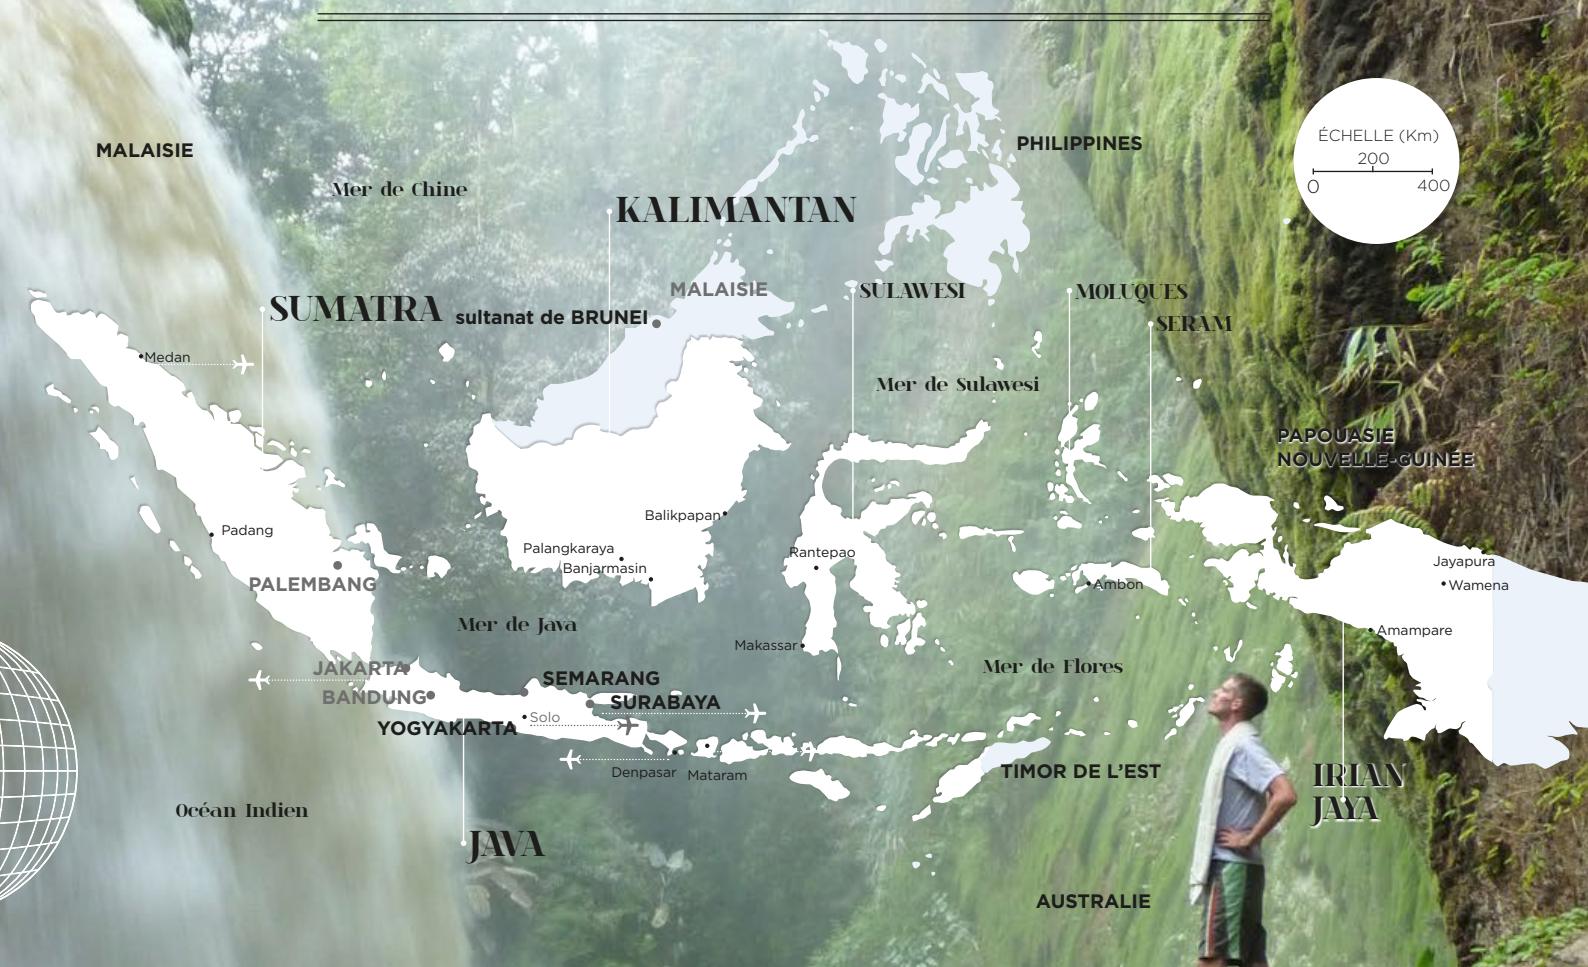 ÉCHELLE (Km)
200
0 400
MALAISIE
PHILIPPINES
Mer de Chine
KALIMANTAN
MALAISIE
SULAWESI
MOLUQUES
SUMATRA
sultanat de BRUNEI
SERAM
Medan
Mer de Sulawesi
PAPOUASIE
NOUVELLE-GUINÉE
Balikpapan
Padang
Palangkaraya
Rantepao
Banjarmasin
Jayapura
PALEMBANG
Ambon
Wamena
Mer de Java
Amampare
Makassar
JAKARTA
Mer de Flores
SEMARANG
BANDUNG
SURABAYA
Solo
YOGYAKARTA
Denpasar
Mataram
TIMOR DE L'EST
IRIAN
JAYA
Océan Indien
JAVA
AUSTRALIE